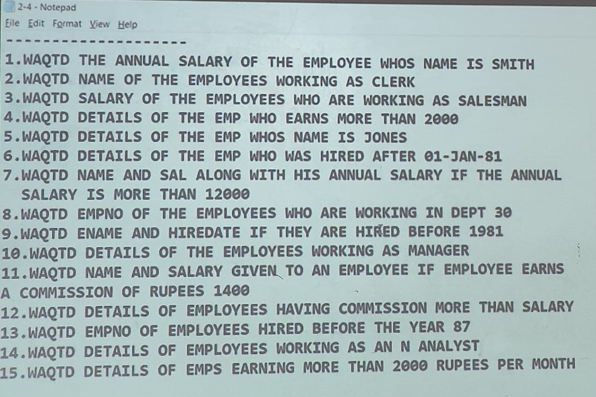 2-4 - Notepad
File Edit Format View Help
--------------------
1.WAQTD THE ANNUAL SALARY OF THE EMPLOYEE WHOS NAME IS SMITH
2.WAQTD NAME OF THE EMPLOYEES WORKING AS CLERK
3.WAQTD SALARY OF THE EMPLOYEES WHO ARE WORKING AS SALESMAN
4.WAQTD DETAILS OF THE EMP WHO EARNS MORE THAN 2000
5.WAQTD DETAILS OF THE EMP WHOS NAME IS JONES
6.WAQTD DETAILS OF THE EMP WHO WAS HIRED AFTER 01-JAN-81
7.WAQTD NAME AND SAL ALONG WITH HIS ANNUAL SALARY IF THE ANNUAL
SALARY IS MORE THAN 12000
8.WAQTD EMPNO OF THE EMPLOYEES WHO ARE WORKING IN DEPT 30
9.WAQTD ENAME AND HIREDATE IF THEY ARE HIRED BEFORE 1981
10.WAQTD DETAILS OF THE EMPLOYEES WORKING AS MANAGER
11.WAQTD NAME AND SALARY GIVEN TO AN EMPLOYEE IF EMPLOYEE EARNS
A COMMISSION OF RUPEES 1400
12.WAQTD DETAILS OF EMPLOYEES HAVING COMMISSION MORE THAN SALARY
13.WAQTD EMPNO OF EMPLOYEES HIRED BEFORE THE YEAR 87
14.WAQTD DETAILS OF EMPLOYEES WORKING AS AN N ANALYST
15.WAQTD DETAILS OF EMPS EARNING MORE THAN 2000 RUPEES PER MONTH